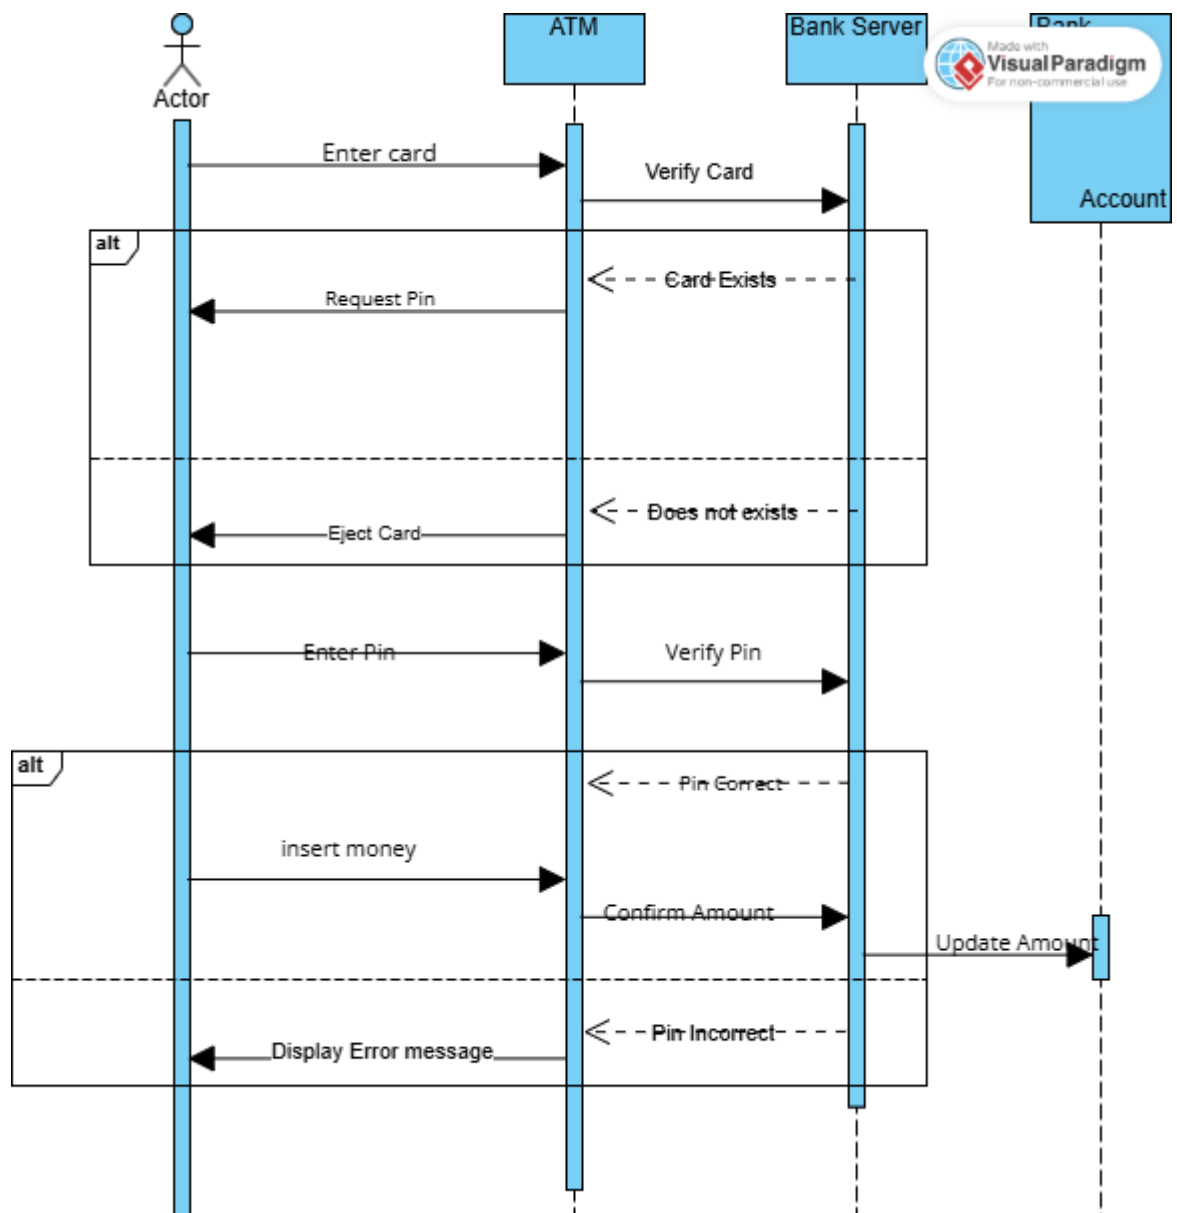 Actor
ATM
Bank Server
Bank
Account
Made with
VisualParadigm
For non-commercial use
Enter card
Verify Card
alt
Card Exists
Request Pin
Does not exists
Eject Card
Enter Pin
Verify Pin
alt
Pin Correct
insert money
Confirm Amount
Update Amount
Pin Incorrect
Display Error message